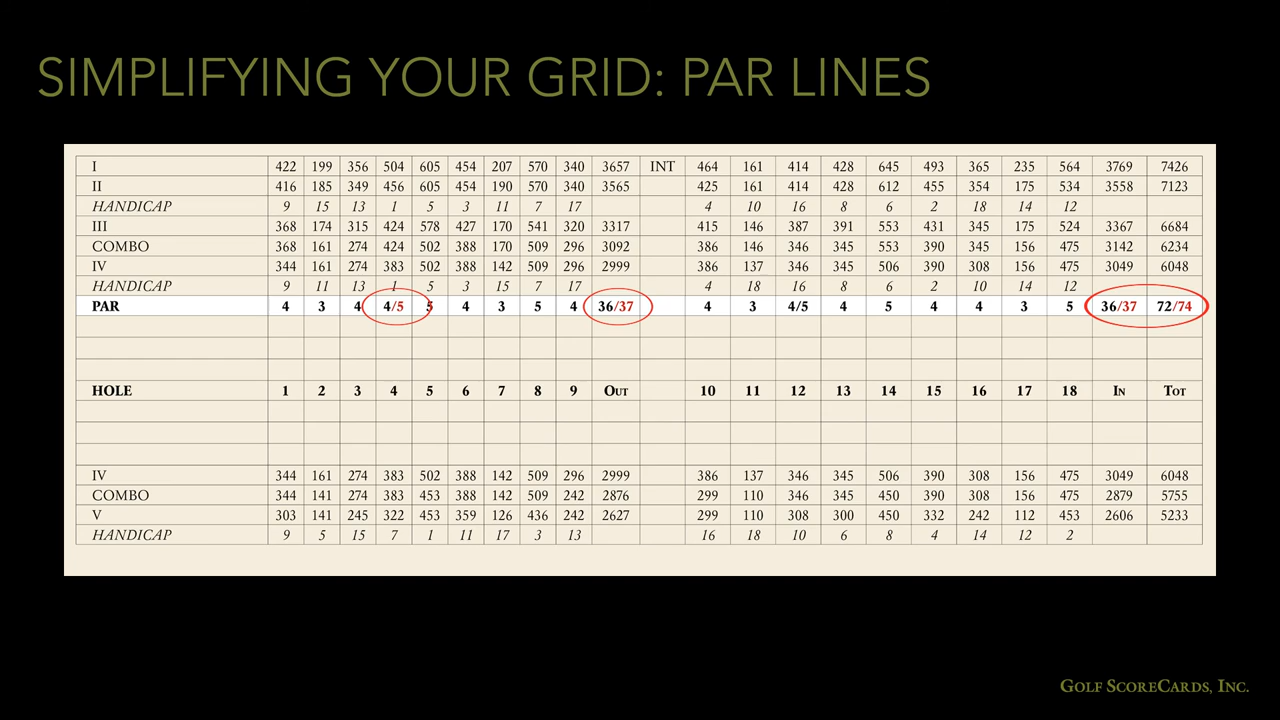 SIMPLIFYING YOUR GRID: PAR LINES
I 422 199 356 504 605 454 207 570 340 3657 INT 464 161 414 428 645 493 365 235 564 3769 7426
II 416 185 349 456 605 454 190 570 340 3565 425 161 414 428 612 455 354 175 534 3558 7123
HANDICAP 9 15 13 1 5 3 11 7 17 4 10 16 8 6 2 18 14 12
III 368 174 315 424 578 427 170 541 320 3317 415 146 387 391 553 431 345 175 524 3367 6684
COMBO 368 161 274 424 502 388 170 509 296 3092 386 146 346 345 553 390 345 156 475 3142 6234
IV 344 161 274 383 502 388 142 509 296 2999 386 137 346 345 506 390 308 156 475 3049 6048
HANDICAP 9 11 13 1 5 3 15 7 17 4 18 16 8 6 2 10 14 12
PAR 4 3 4 4/5 5 4 3 5 4 36/37 4 3 4/5 4 5 4 4 3 5 36/37 72/74
HOLE 1 2 3 4 5 6 7 8 9 OUT 10 11 12 13 14 15 16 17 18 IN TOT
IV 344 161 274 383 502 388 142 509 296 2999 386 137 346 345 506 390 308 156 475 3049 6048
COMBO 344 141 274 383 453 388 142 509 242 2876 299 110 346 345 450 390 308 156 475 2879 5755
V 303 141 245 322 453 359 126 436 242 2627 299 110 308 300 450 332 242 112 453 2606 5233
HANDICAP 9 5 15 7 1 11 17 3 13 16 18 10 6 8 4 14 12 2
GOLF SCORECARDS, INC.